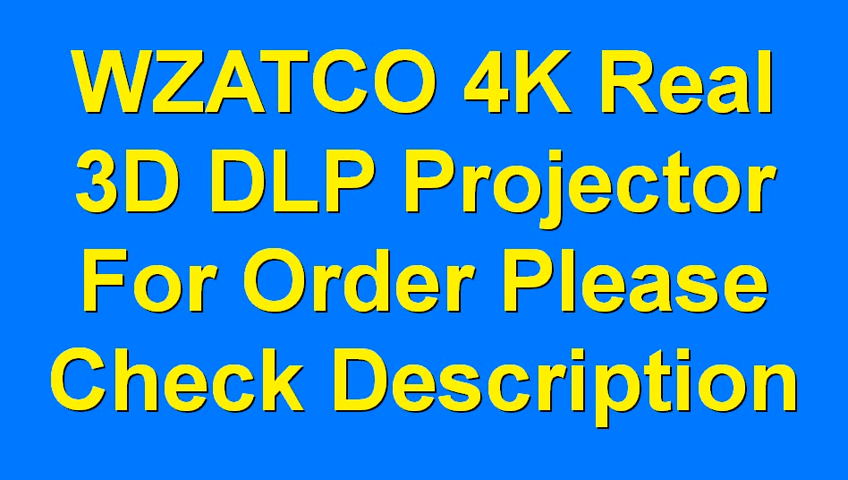 WZATCO 4K Real
3D DLP Projector
For Order Please
Check Description